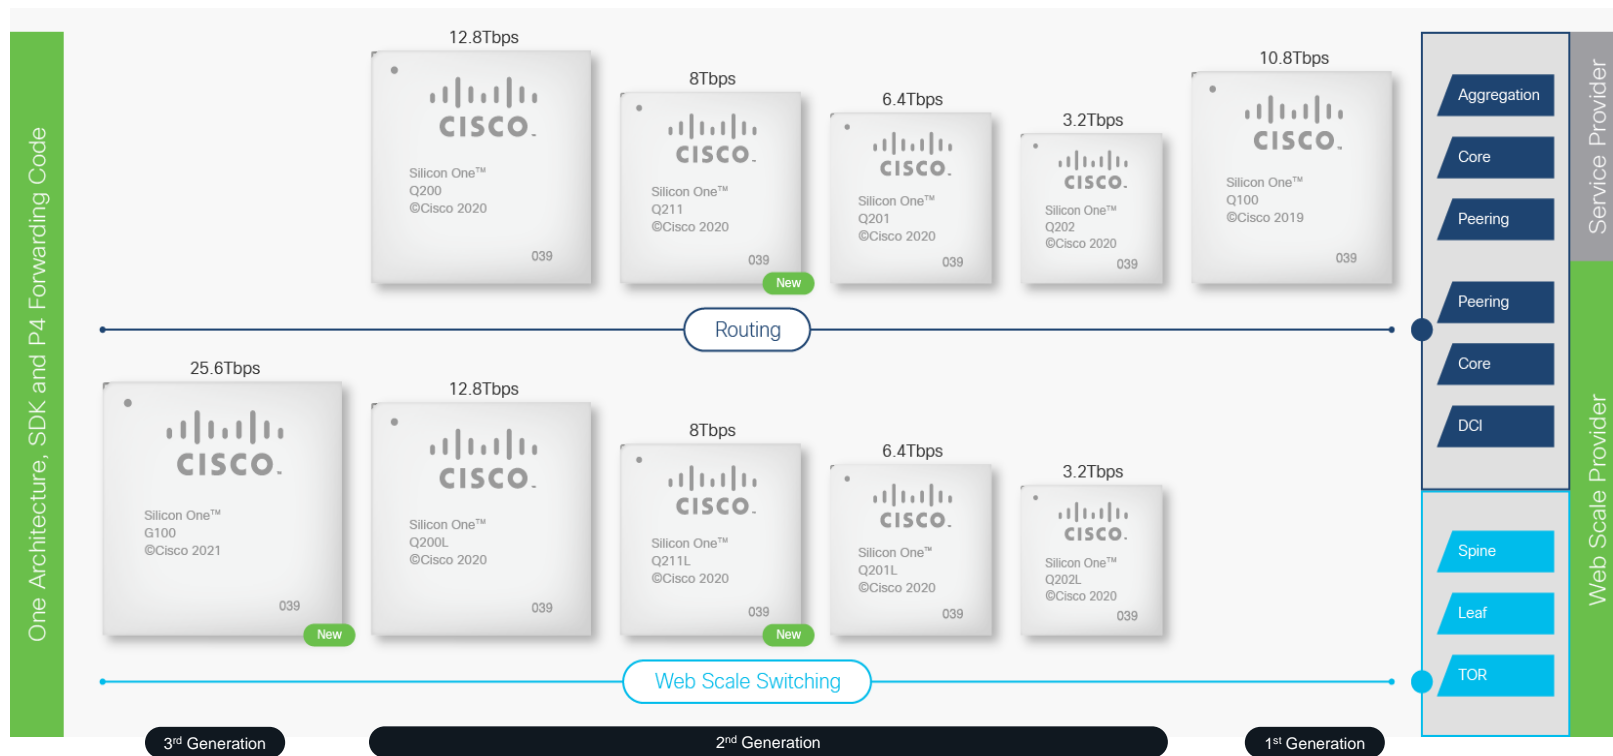 One Architecture, SDK and P4 Forwarding Code
12.8Tbps
CISCO
Silicon One™
Q200
©Cisco 2020
039
8Tbps
CISCO
Silicon One™
Q211
©Cisco 2020
039
New
6.4Tbps
CISCO
Silicon One™
Q201
©Cisco 2020
039
3.2Tbps
CISCO
Silicon One™
Q202
©Cisco 2020
039
10.8Tbps
CISCO
Silicon One™
Q100
©Cisco 2019
039
Routing
25.6Tbps
CISCO
Silicon One™
G100
©Cisco 2021
039
New
12.8Tbps
CISCO
Silicon One™
Q200L
©Cisco 2020
039
8Tbps
CISCO
Silicon One™
Q211L
©Cisco 2020
039
New
6.4Tbps
CISCO
Silicon One™
Q201L
©Cisco 2020
039
3.2Tbps
CISCO
Silicon One™
Q202L
©Cisco 2020
039
Web Scale Switching
3rd Generation
2nd Generation
1st Generation
Aggregation
Core
Peering
Peering
Core
DCI
Spine
Leaf
TOR
Service Provider
Web Scale Provider